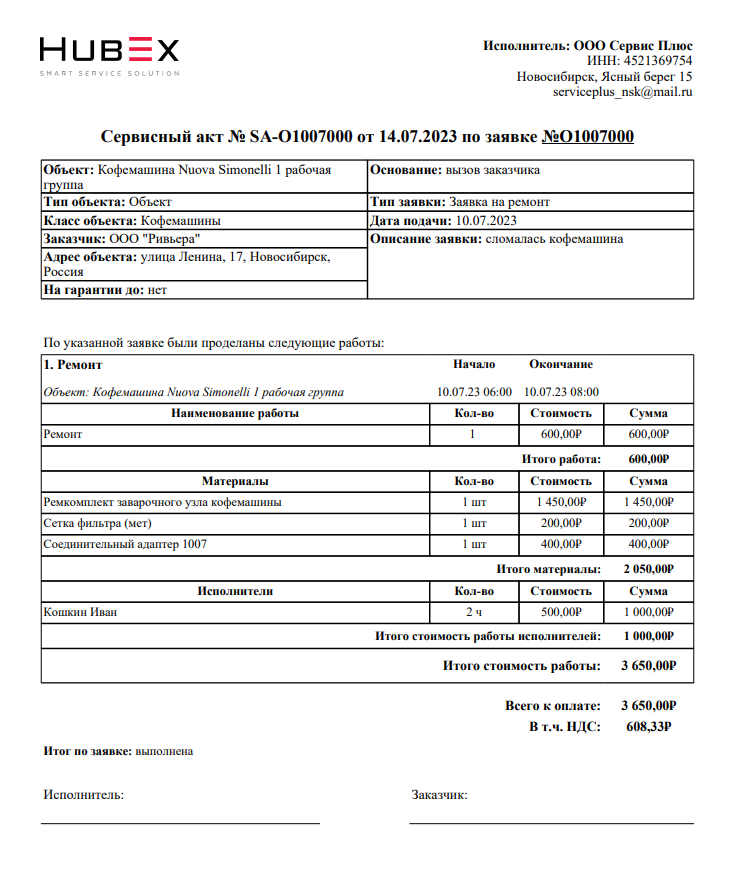 HUBEX
SMART SERVICE SOLUTION
Исполнитель: ООО Сервис Плюс
ИНН: 4521369754
Новосибирск, Ясный берег 15
serviceplus_nsk@mail.ru
Сервисный акт № SA-O1007000 от 14.07.2023 по заявке №O1007000
Объект: Кофемашина Nuova Simonelli 1 рабочая
группа
Основание: вызов заказчика
Тип объекта: Объект
Тип заявки: Заявка на ремонт
Класс объекта: Кофемашины
Дата подачи: 10.07.2023
Заказчик: ООО "Ривьера"
Описание заявки: сломалась кофемашина
Адрес объекта: улица Ленина, 17, Новосибирск,
Россия
На гарантии до: нет
По указанной заявке были проделаны следующие работы:
1. Ремонт Начало Окончание
Объект: Кофемашина Nuova Simonelli 1 рабочая группа 10.07.23 06:00 10.07.23 08:00
Наименование работы Кол-во Стоимость Сумма
Ремонт 1 600,00₽ 600,00₽
Итого работа: 600,00₽
Материалы Кол-во Стоимость Сумма
Ремкомплект заварочного узла кофемашины 1 шт 1 450,00₽ 1 450,00₽
Сетка фильтра (мет) 1 шт 200,00₽ 200,00₽
Соединительный адаптер 1007 1 шт 400,00₽ 400,00₽
Итого материалы: 2 050,00₽
Исполнители Кол-во Стоимость Сумма
Кошкин Иван 2 ч 500,00₽ 1 000,00₽
Итого стоимость работы исполнителей: 1 000,00₽
Итого стоимость работы: 3 650,00₽
Всего к оплате: 3 650,00₽
В т.ч. НДС: 608,33₽
Итог по заявке: выполнена
Исполнитель: Заказчик: